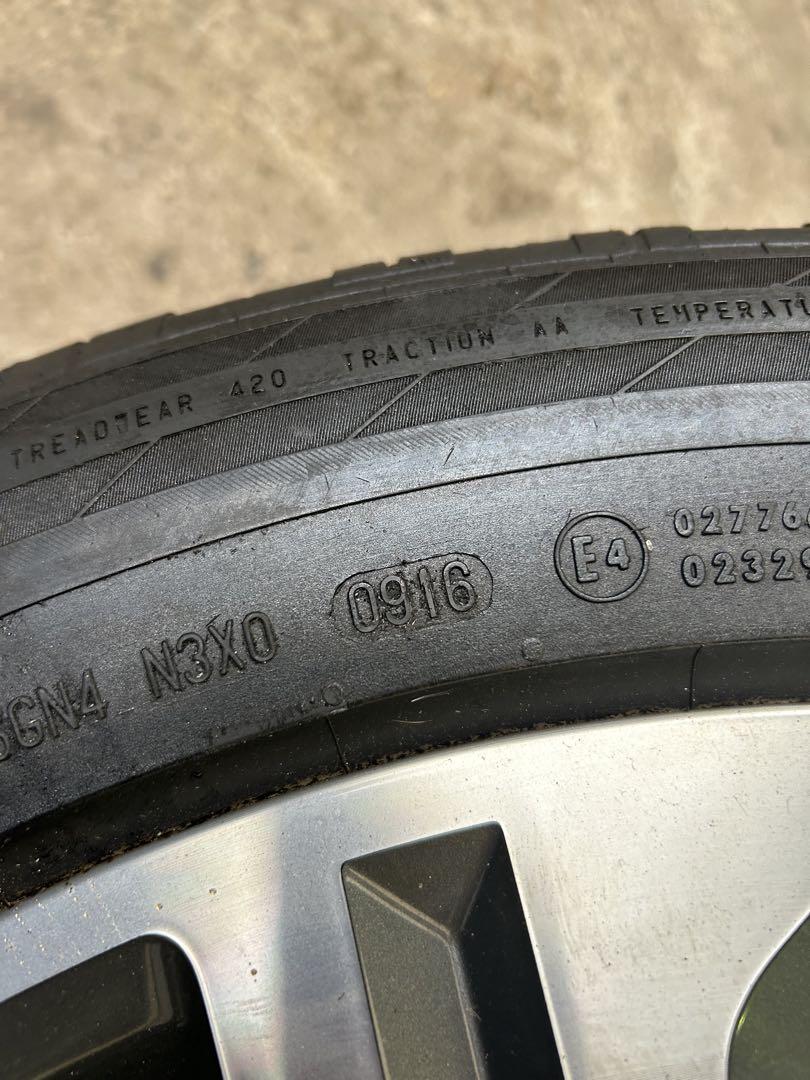 TREADWEAR 420 TRACTION AA TEMPERATU
E4 02776
02329
GN4 N3X0 0916